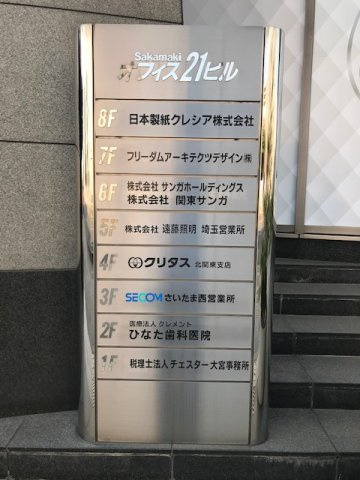 Sakamaki
オフィス21ビル
8F 日本製紙クレシア株式会社
7F フリーダムアーキテクツデザイン㈱
6F 株式会社 サンガホールディングス
株式会社 関東サンガ
5F 株式会社 遠藤照明 埼玉営業所
4F クリタス 北関東支店
3F SECOM さいたま西営業所
2F 医療法人 クレメント
ひなた歯科医院
1F 税理士法人 チェスター 大宮事務所